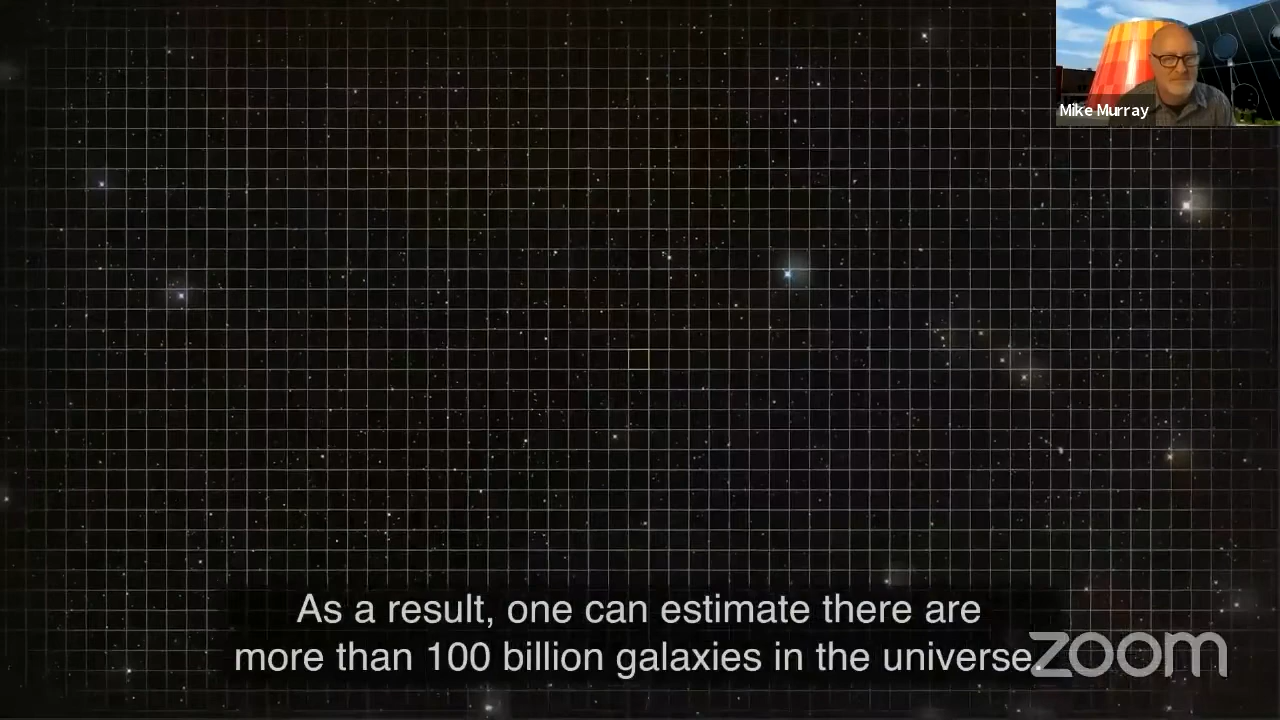 Mike Murray
As a result, one can estimate there are
more than 100 billion galaxies in the universe.
zoom